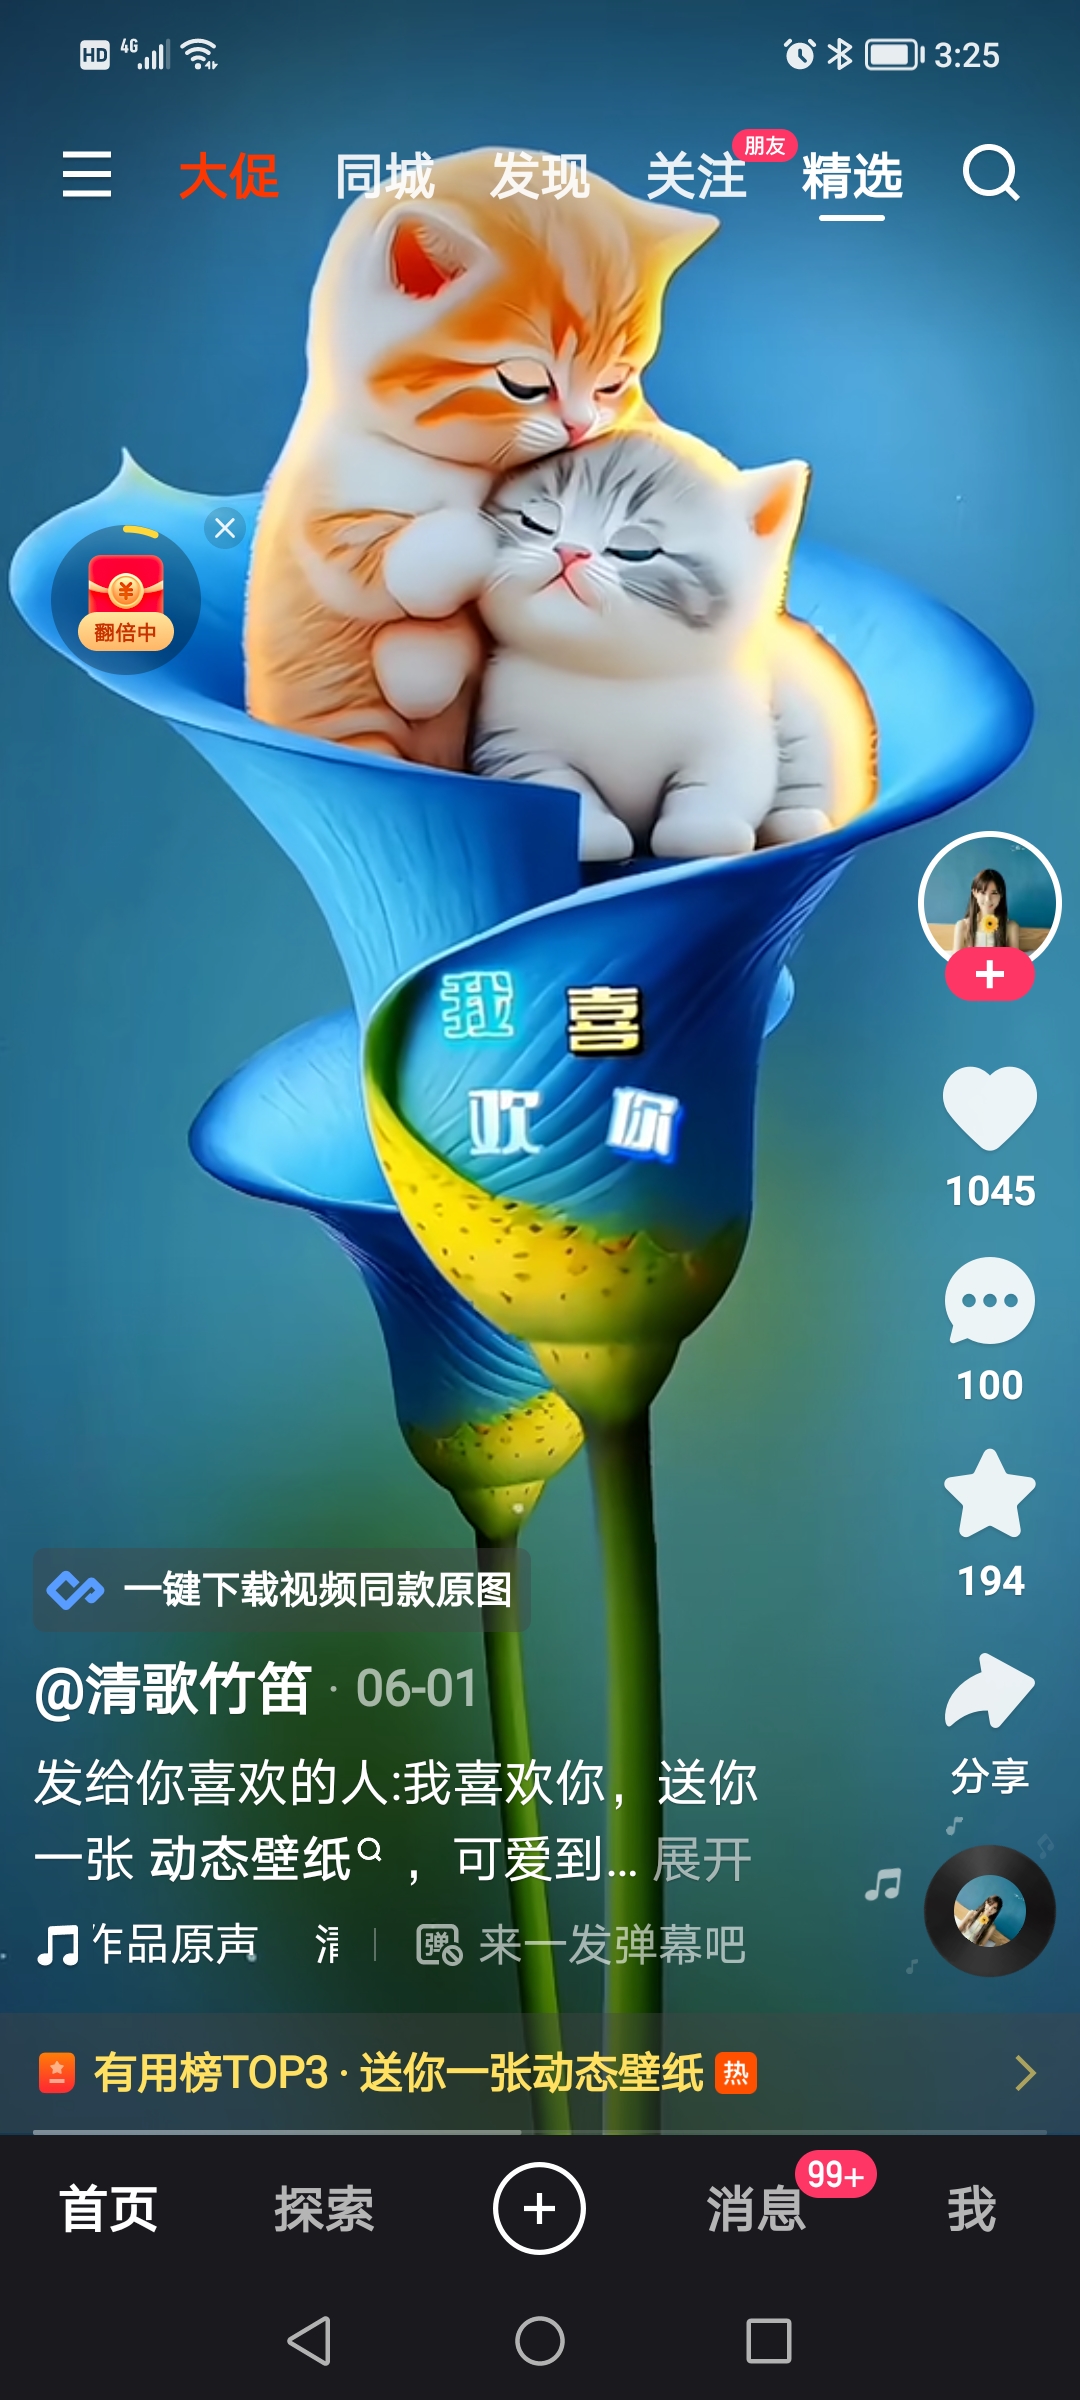 HD 4G 3:25
大促 同城 发现 关注 朋友 精选
翻倍中
我 喜
欢 你
1045
100
194
分享
一键下载视频同款原图
@清歌竹笛 · 06-01
发给你喜欢的人:我喜欢你，送你
一张 动态壁纸，可爱到... 展开
作品原声 弹 来一发弹幕吧
有用榜TOP3 · 送你一张动态壁纸 热
首页 探索 消息 99+ 我